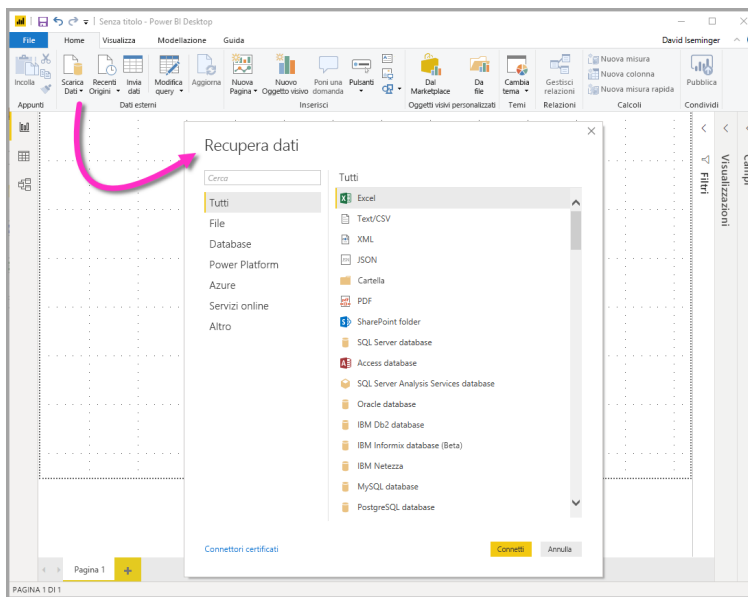 Senza titolo - Power BI Desktop
File Home Visualizza Modellazione Guida David Iseminger
Incolla
Scarica Dati
Recenti Origini
Invia dati
Modifica query
Aggiorna
Nuova Pagina
Nuovo Oggetto visivo
Poni una domanda
Pulsanti
Dal Marketplace
Da file
Cambia tema
Gestisci relazioni
Nuova misura
Nuova colonna
Nuova misura rapida
Pubblica
Appunti Dati esterni Inserisci Oggetti visivi personalizzati Temi Relazioni Calcoli Condividi
Recupera dati
Cerca
Tutti
File
Database
Power Platform
Azure
Servizi online
Altro
Tutti
Excel
Text/CSV
XML
JSON
Cartella
PDF
SharePoint folder
SQL Server database
Access database
SQL Server Analysis Services database
Oracle database
IBM Db2 database
IBM Informix database (Beta)
IBM Netezza
MySQL database
PostgreSQL database
Connettori certificati
Connetti Annulla
Filtri
Visualizzazioni
Campi
Pagina 1
PAGINA 1 DI 1